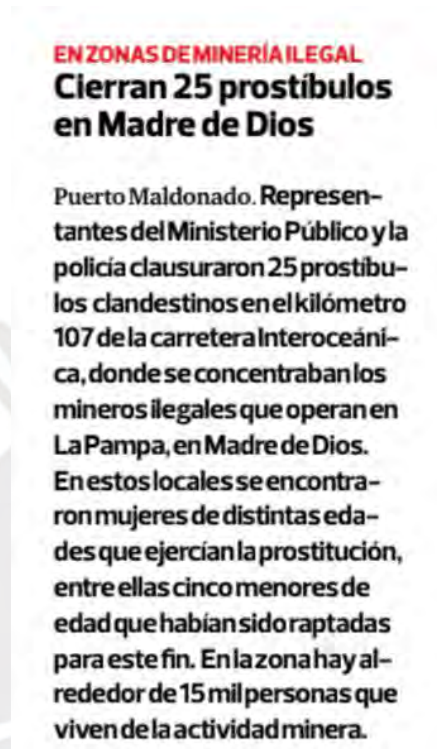 EN ZONAS DE MINERÍA ILEGAL
Cierran 25 prostíbulos
en Madre de Dios
Puerto Maldonado. Represen-
tantes del Ministerio Público y la
policía clausuraron 25 prostíbu-
los clandestinos en el kilómetro
107 de la carretera Interoceáni-
ca, donde se concentraban los
mineros ilegales que operan en
La Pampa, en Madre de Dios.
En estos locales se encontra-
ron mujeres de distintas eda-
des que ejercían la prostitución,
entre ellas cinco menores de
edad que habían sido raptadas
para este fin. En la zona hay al-
rededor de 15 mil personas que
viven de la actividad minera.